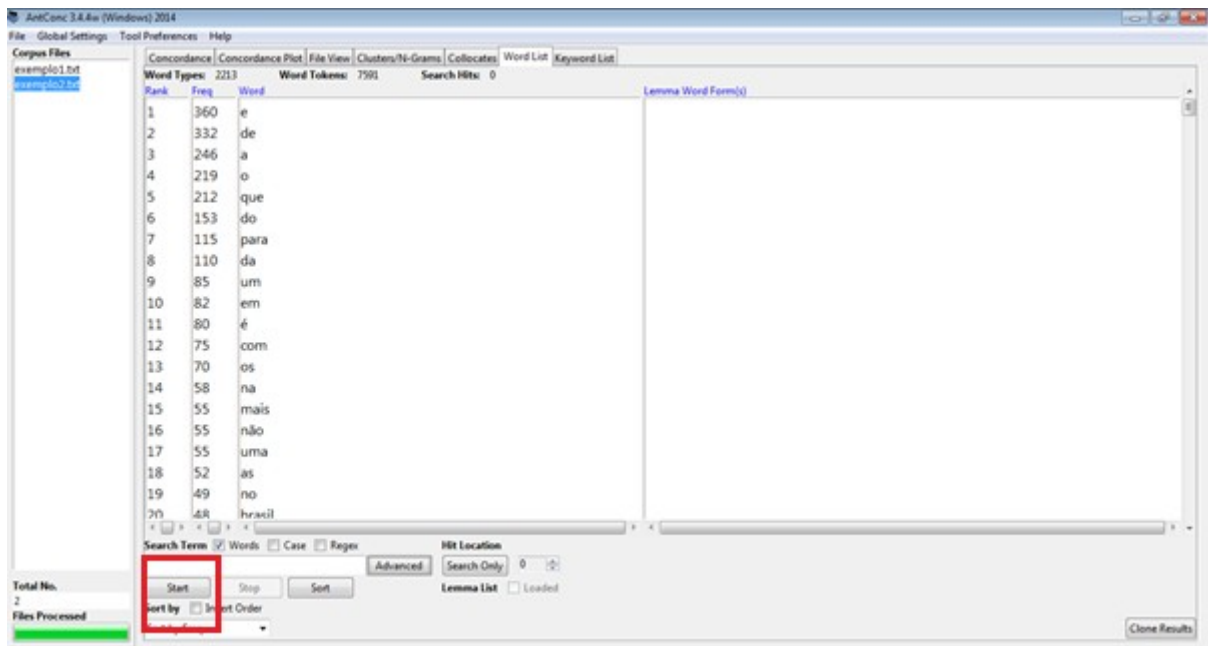 AntConc 3.4.4w (Windows) 2014
File Global Settings Tool Preferences Help
Corpus Files
exemplo1.txt
exemplo2.txt
Concordance Concordance Plot File View Clusters/N-Grams Collocates Word List Keyword List
Word Types: 2213 Word Tokens: 7591 Search Hits: 0
Rank Freq Word Lemma Word Form(s)
1 360 e
2 332 de
3 246 a
4 219 o
5 212 que
6 153 do
7 115 para
8 110 da
9 85 um
10 82 em
11 80 é
12 75 com
13 70 os
14 58 na
15 55 mais
16 55 não
17 55 uma
18 52 as
19 49 no
20 48 brasil
Search Term Words Case Regex Hit Location
Advanced Search Only 0
Start Stop Sort Lemma List Loaded
Total No.
2
Sort by Invert Order
Files Processed
Clone Results